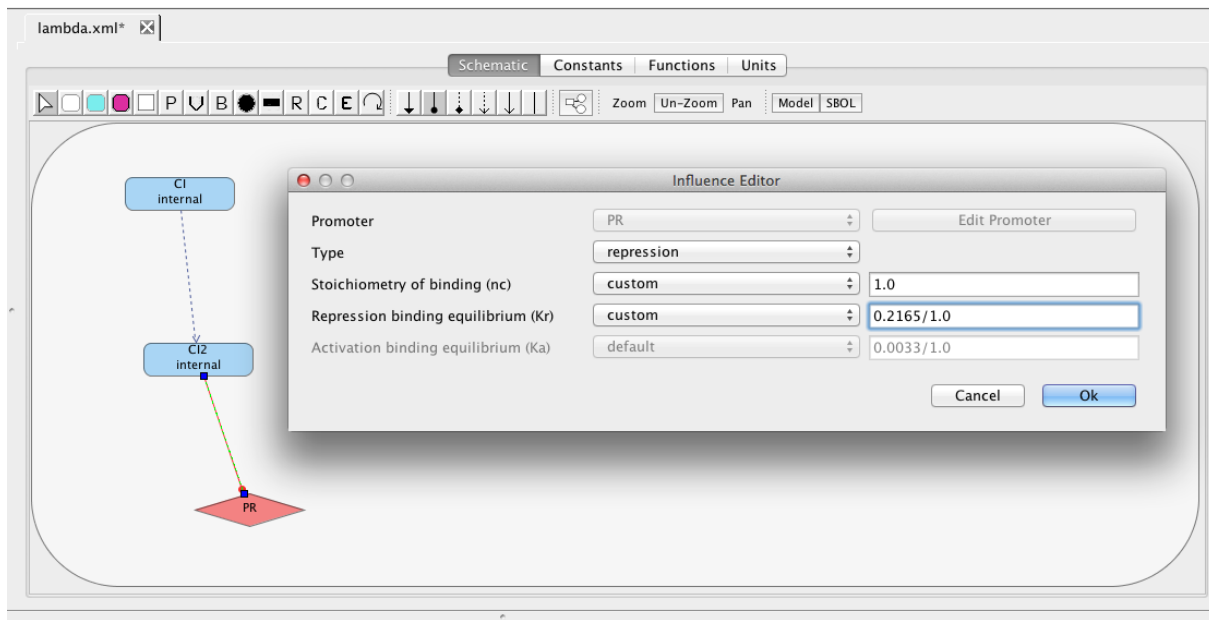 lambda.xml*
Schematic Constants Functions Units
P V B R C E Zoom Un-Zoom Pan Model SBOL
CI
internal
CI2
internal
PR
Influence Editor
Promoter PR Edit Promoter
Type repression
Stoichiometry of binding (nc) custom 1.0
Repression binding equilibrium (Kr) custom 0.2165/1.0
Activation binding equilibrium (Ka) default 0.0033/1.0
Cancel Ok